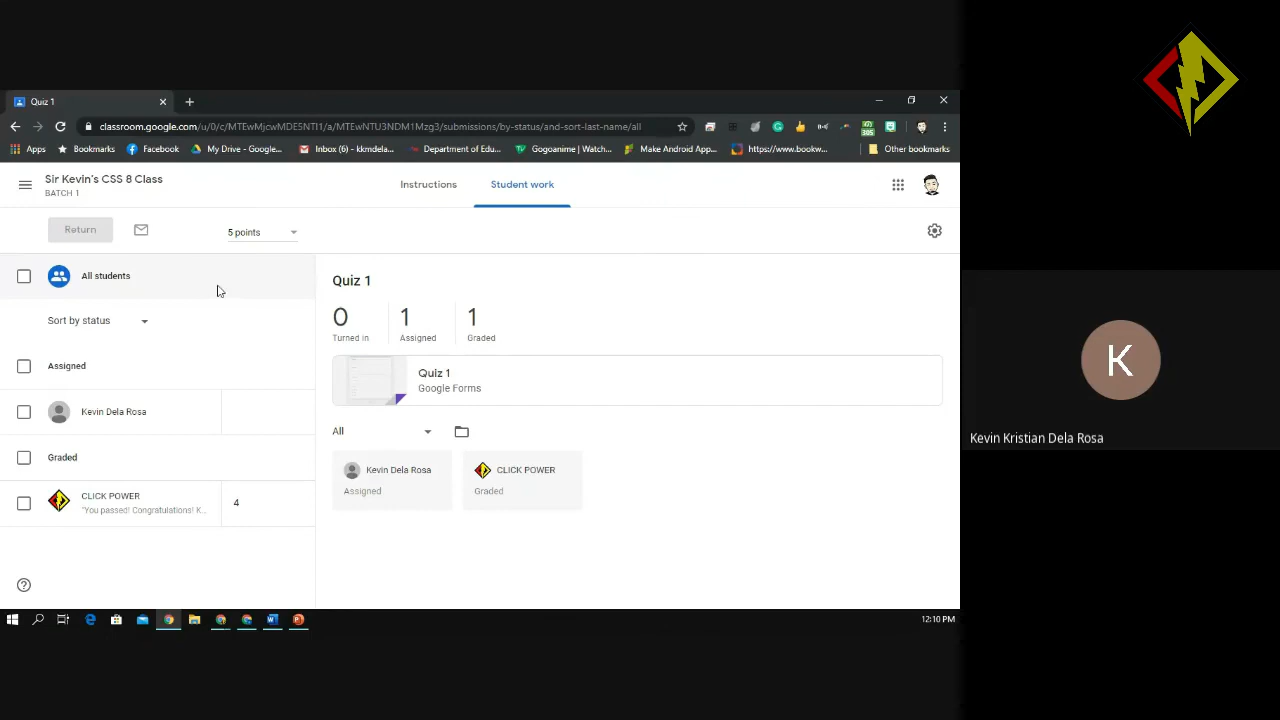 Quiz 1
classroom.google.com/u/0/c/MTEwMjcwMDE5NTI1/a/MTEwNTU3NDM1Mzg3/submissions/by-status/and-sort-last-name/all
Apps Bookmarks Facebook My Drive - Google... Inbox (6) - kkmdela... Department of Edu... Gogoanime | Watch... Make Android App... https://www.bookw... Other bookmarks
Sir Kevin's CSS 8 Class
BATCH 1
Instructions Student work
Return 5 points
All students
Sort by status
Assigned
Kevin Dela Rosa
Graded
CLICK POWER 4
"You passed! Congratulations! K...
Quiz 1
0 1 1
Turned in Assigned Graded
Quiz 1
Google Forms
All
Kevin Dela Rosa
Assigned
CLICK POWER
Graded
12:10 PM
K
Kevin Kristian Dela Rosa